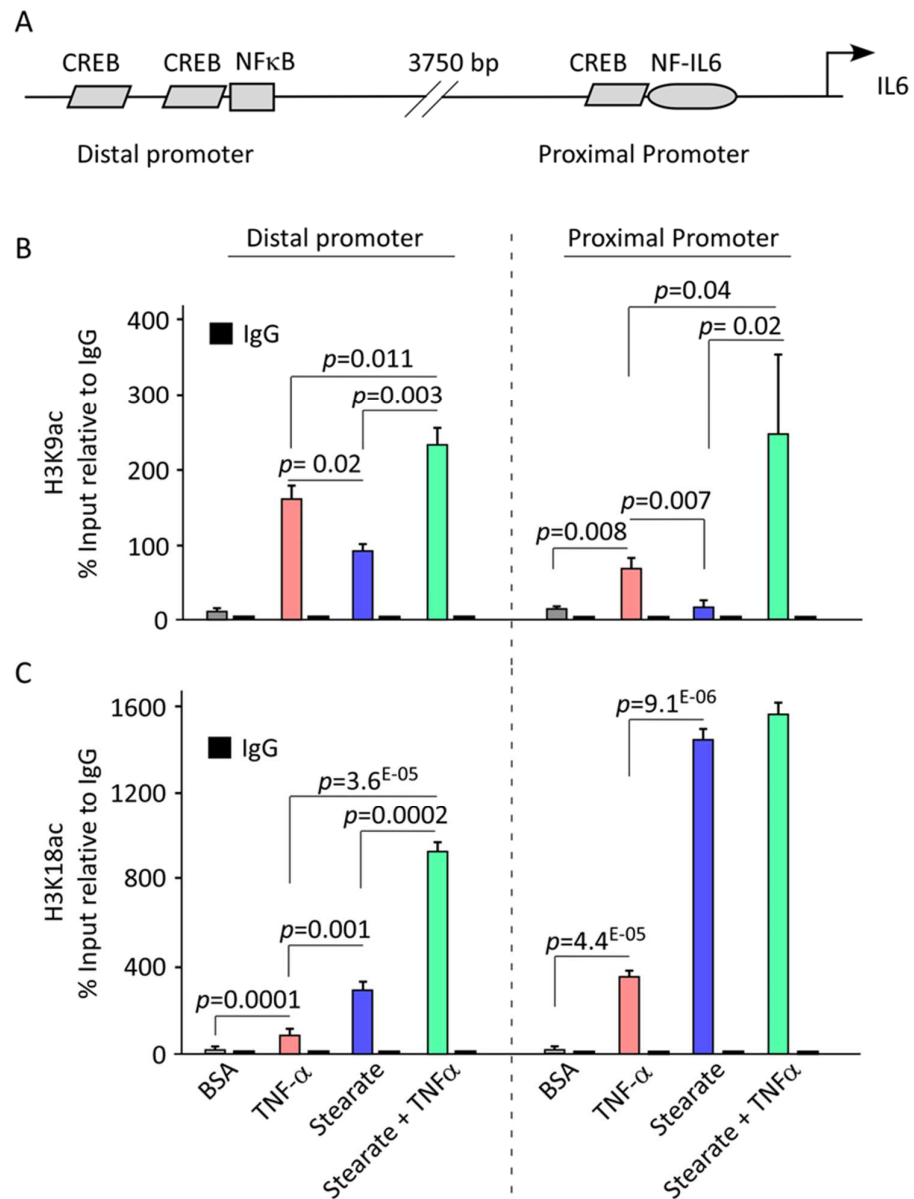 A
CREB CREB NFκB 3750 bp CREB NF-IL6
IL6
Distal promoter Proximal Promoter
B
Distal promoter Proximal Promoter
H3K9ac
% Input relative to IgG
400
300
200
100
0
IgG
p=0.011
p=0.003
p= 0.02
p=0.04
p= 0.02
p=0.007
p=0.008
C
H3K18ac
% Input relative to IgG
1600
1200
800
400
0
IgG
p=3.6E-05
p=0.0002
p=0.001
p=0.0001
p=9.1E-06
p=4.4E-05
BSA
TNF-α
Stearate
Stearate + TNFα
BSA
TNF-α
Stearate
Stearate + TNFα